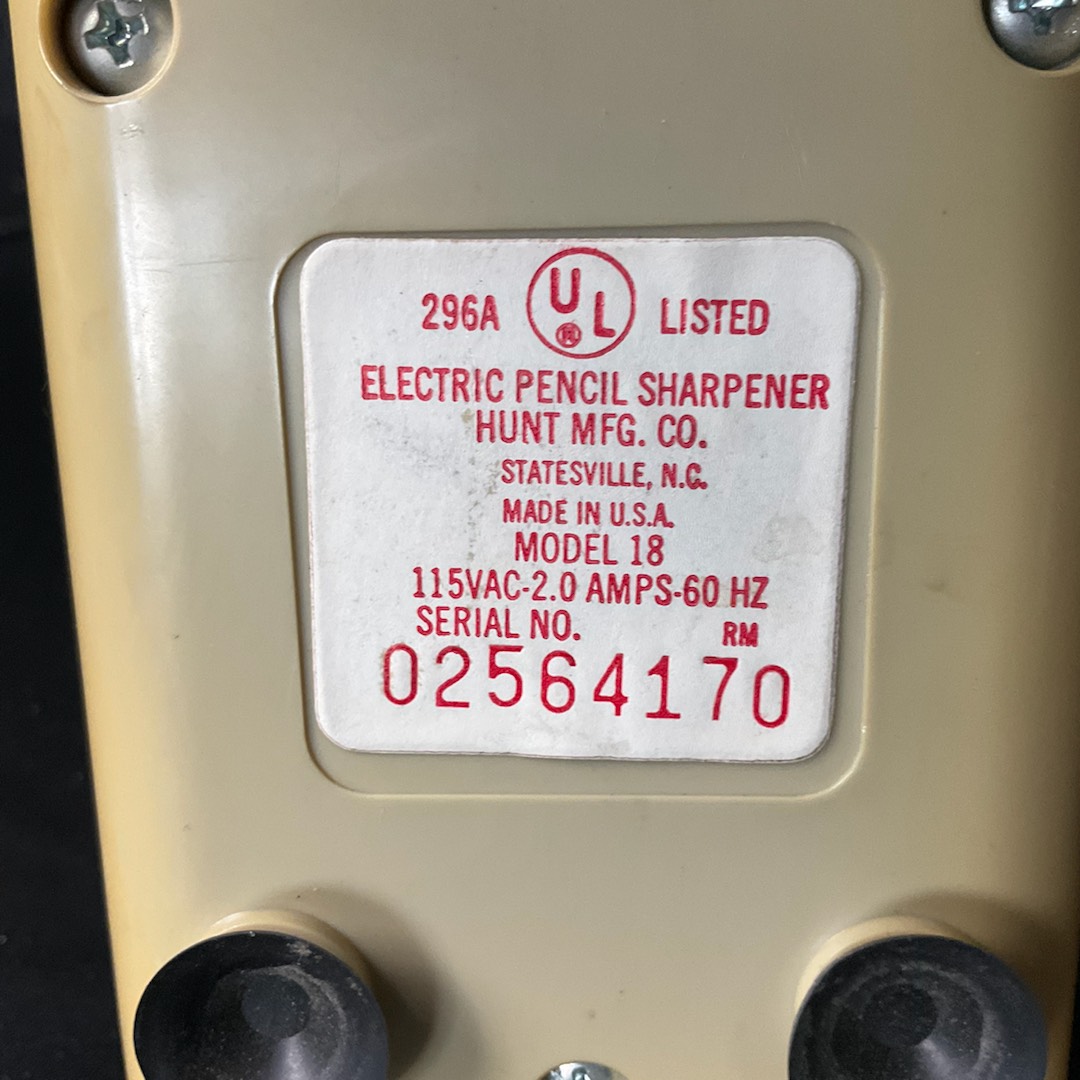 296A UL ® LISTED
ELECTRIC PENCIL SHARPENER
HUNT MFG. CO.
STATESVILLE, N.C.
MADE IN U.S.A.
MODEL 18
115VAC-2.0 AMPS-60 HZ
SERIAL NO. RM
02564170